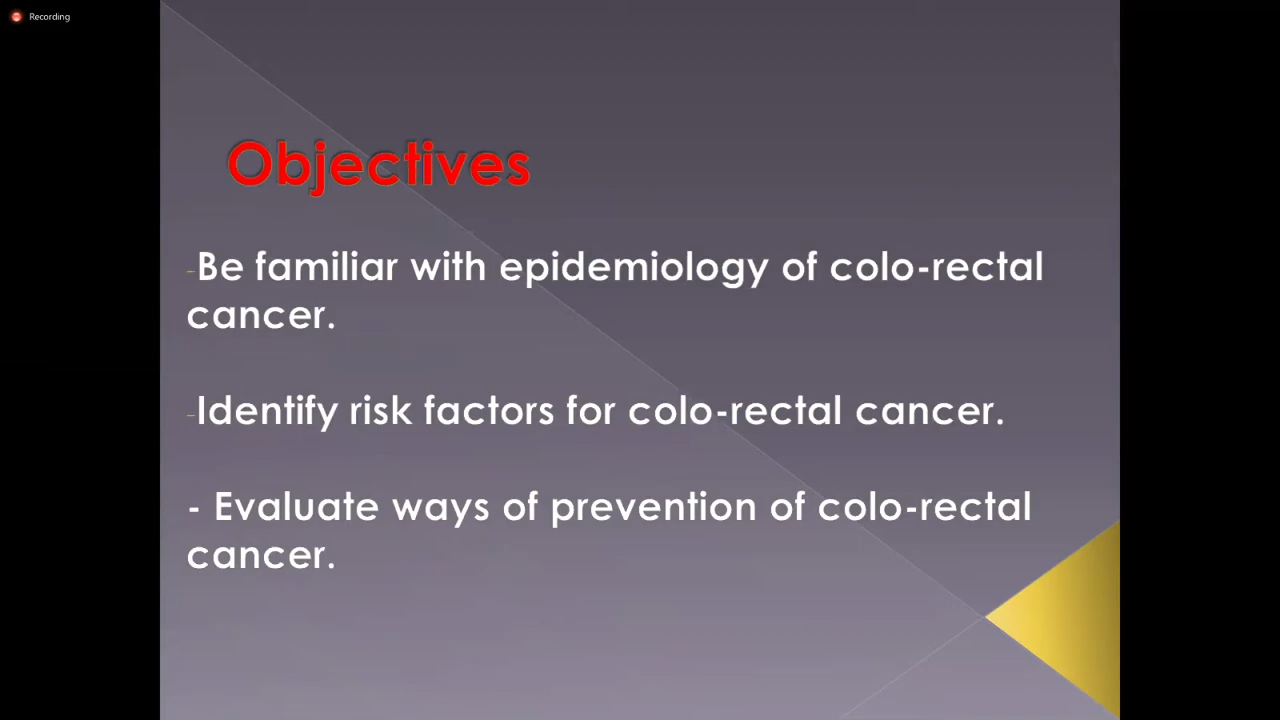 Recording
Objectives
-Be familiar with epidemiology of colo-rectal
cancer.
-Identify risk factors for colo-rectal cancer.
- Evaluate ways of prevention of colo-rectal
cancer.